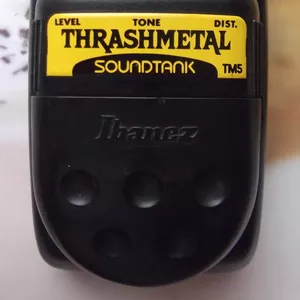 LEVEL TONE DIST.
THRASHMETAL
SOUNDTANK TM5
Ibanez